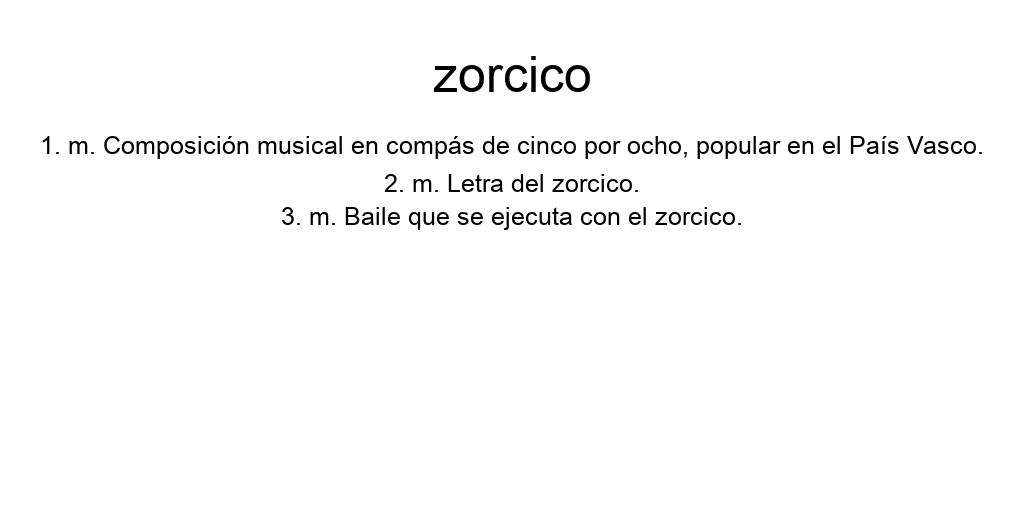 zorcico
1. m. Composición musical en compás de cinco por ocho, popular en el País Vasco.
2. m. Letra del zorcico.
3. m. Baile que se ejecuta con el zorcico.